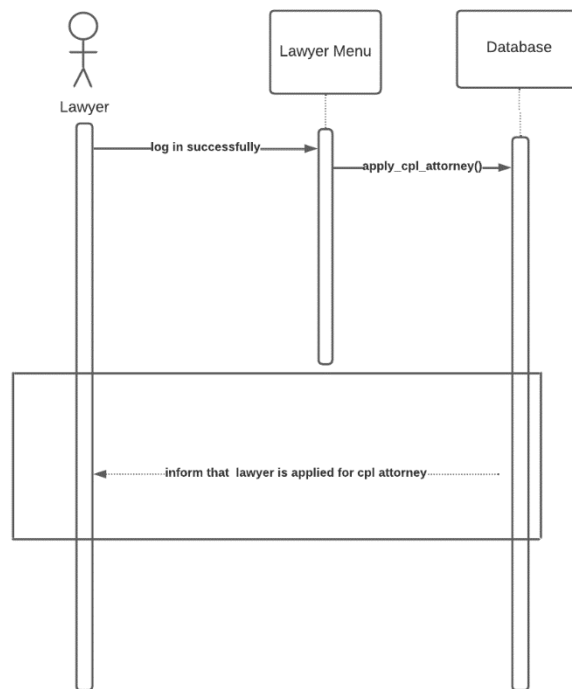 Lawyer Menu
Database
Lawyer
log in successfully
apply_cpl_attorney()
inform that lawyer is applied for cpl attorney